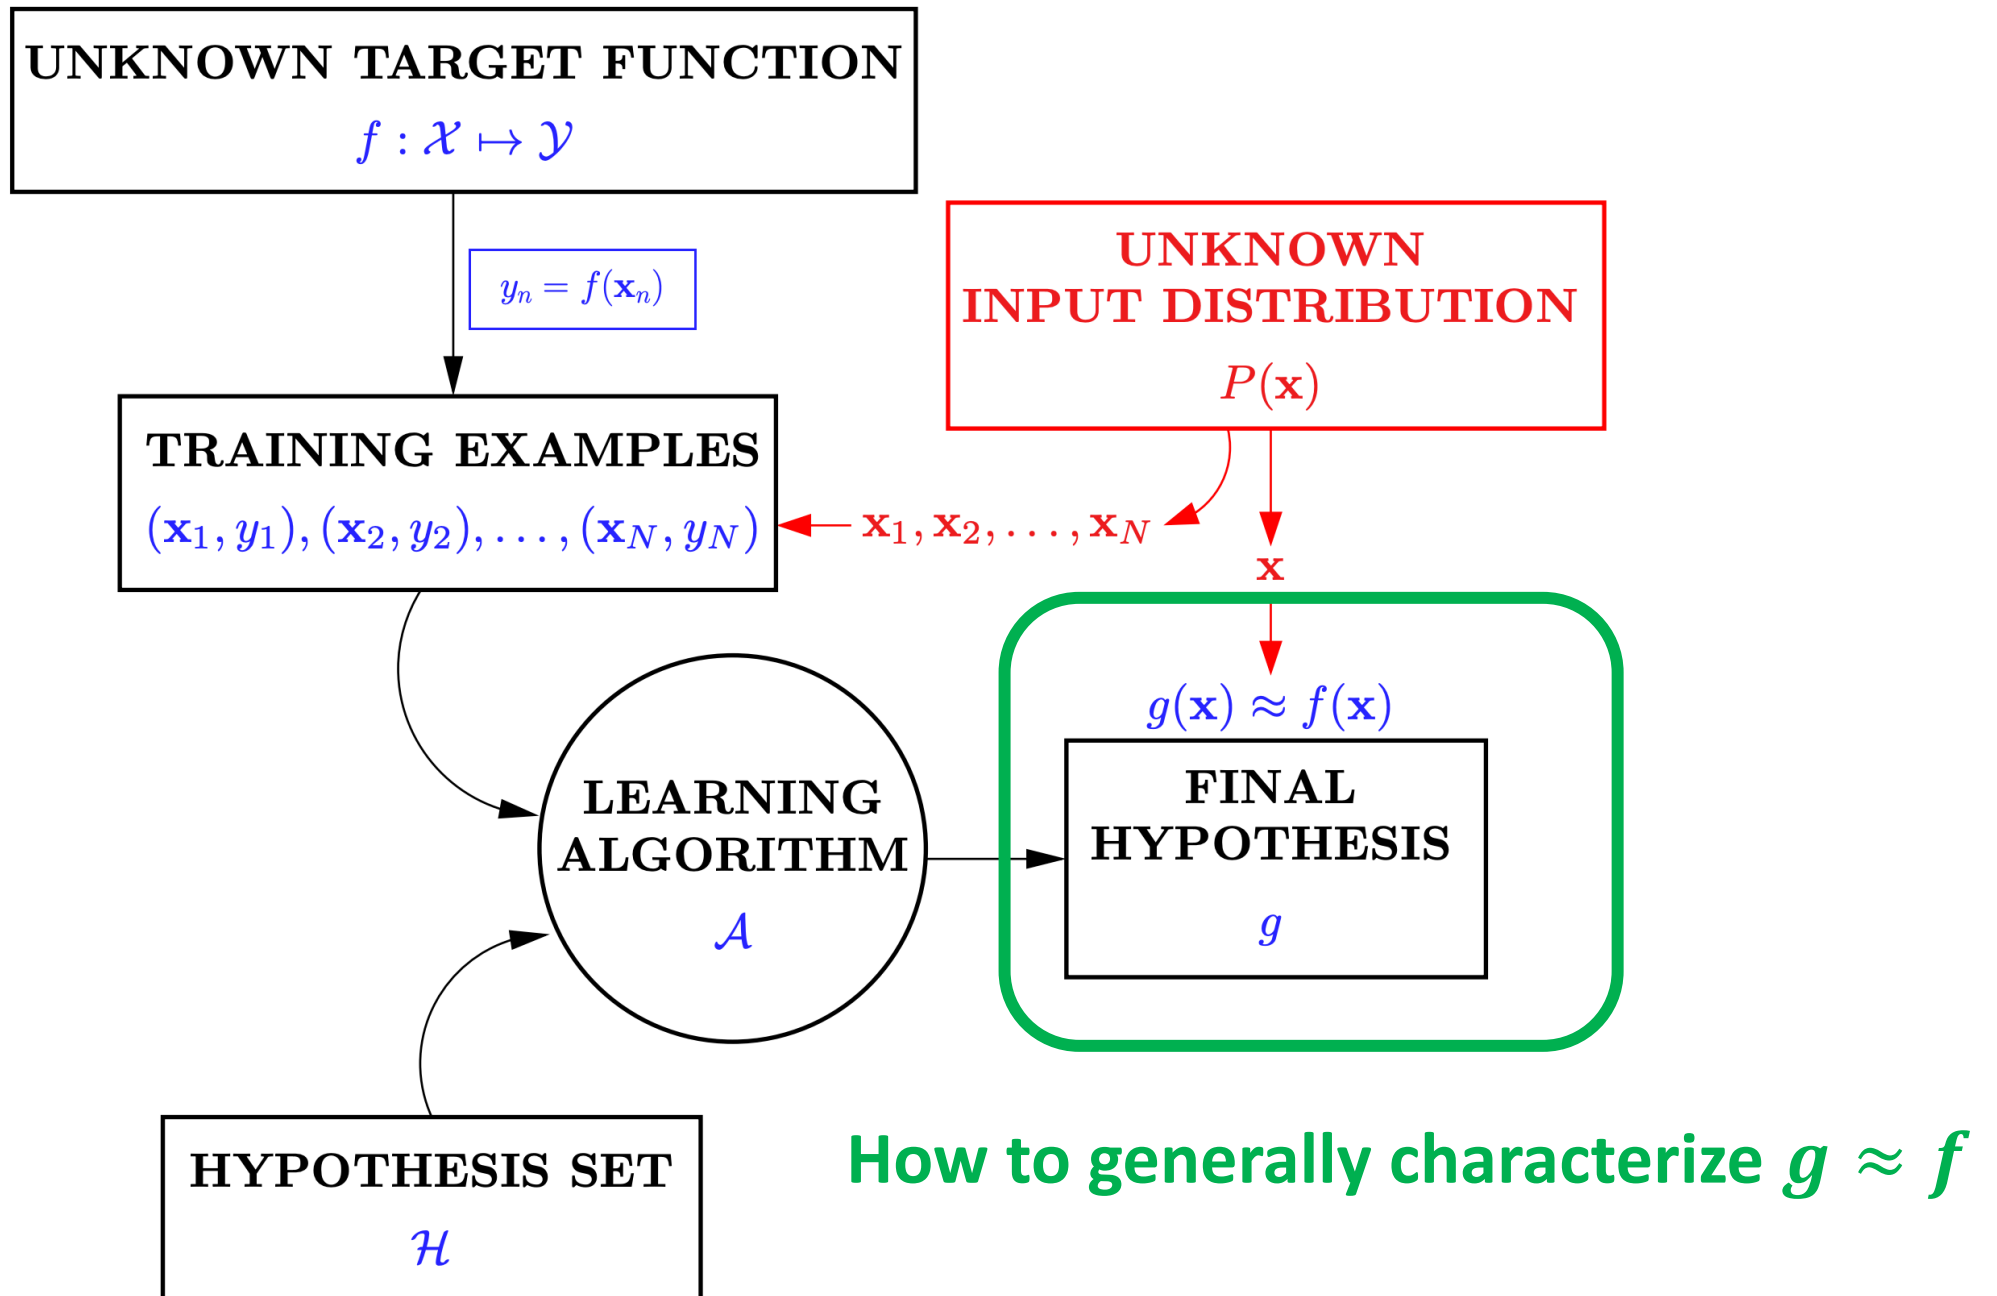 UNKNOWN TARGET FUNCTION
f : 𝒳 ↦ 𝒴
yₙ = f(𝐱ₙ)
UNKNOWN
INPUT DISTRIBUTION
P(𝐱)
TRAINING EXAMPLES
(𝐱₁, y₁), (𝐱₂, y₂), . . . , (𝐱_N, y_N)
𝐱₁, 𝐱₂, . . . , 𝐱_N
𝐱
g(𝐱) ≈ f(𝐱)
LEARNING
ALGORITHM
𝒜
FINAL
HYPOTHESIS
g
HYPOTHESIS SET
ℋ
How to generally characterize g ≈ f